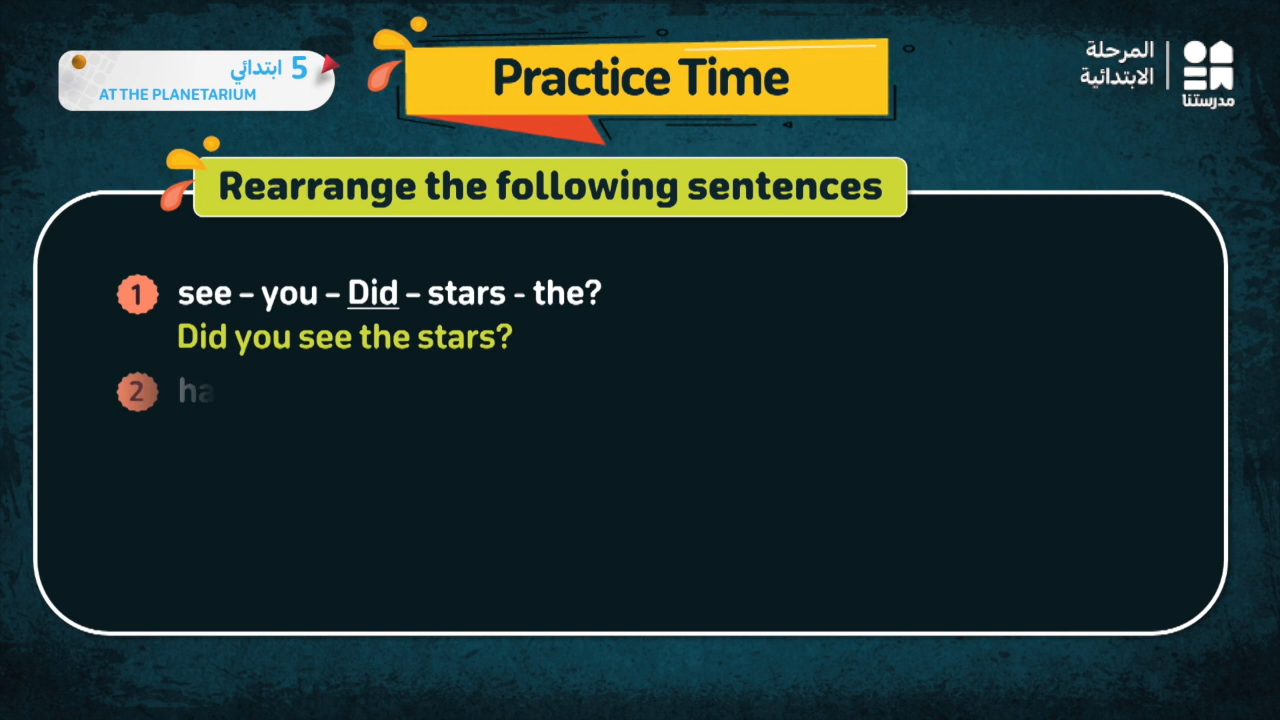 5 ابتدائي
AT THE PLANETARIUM
Practice Time
المرحلة
الابتدائية
مدرستنا
Rearrange the following sentences
1 see – you – Did – stars - the?
Did you see the stars?
2